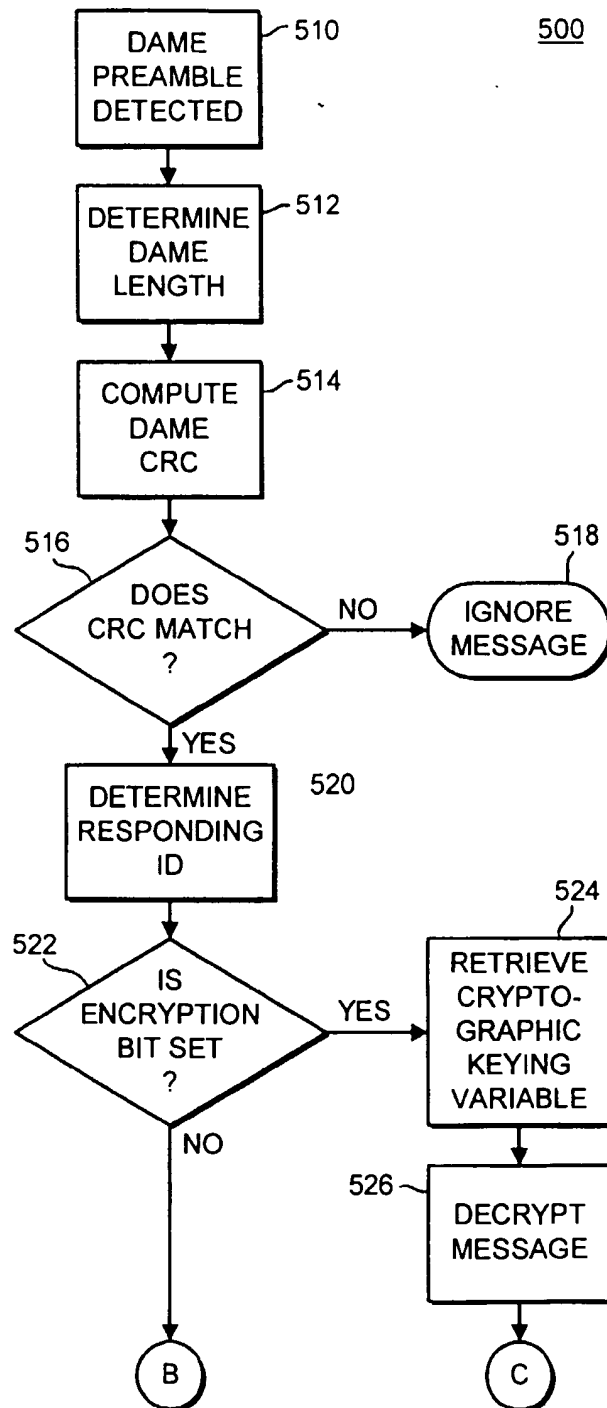 500
510
DAME
PREAMBLE
DETECTED
512
DETERMINE
DAME
LENGTH
514
COMPUTE
DAME
CRC
516
DOES
CRC MATCH
?
NO
518
IGNORE
MESSAGE
YES
520
DETERMINE
RESPONDING
ID
522
IS
ENCRYPTION
BIT SET
?
YES
524
RETRIEVE
CRYPTO-
GRAPHIC
KEYING
VARIABLE
NO
526
DECRYPT
MESSAGE
B
C